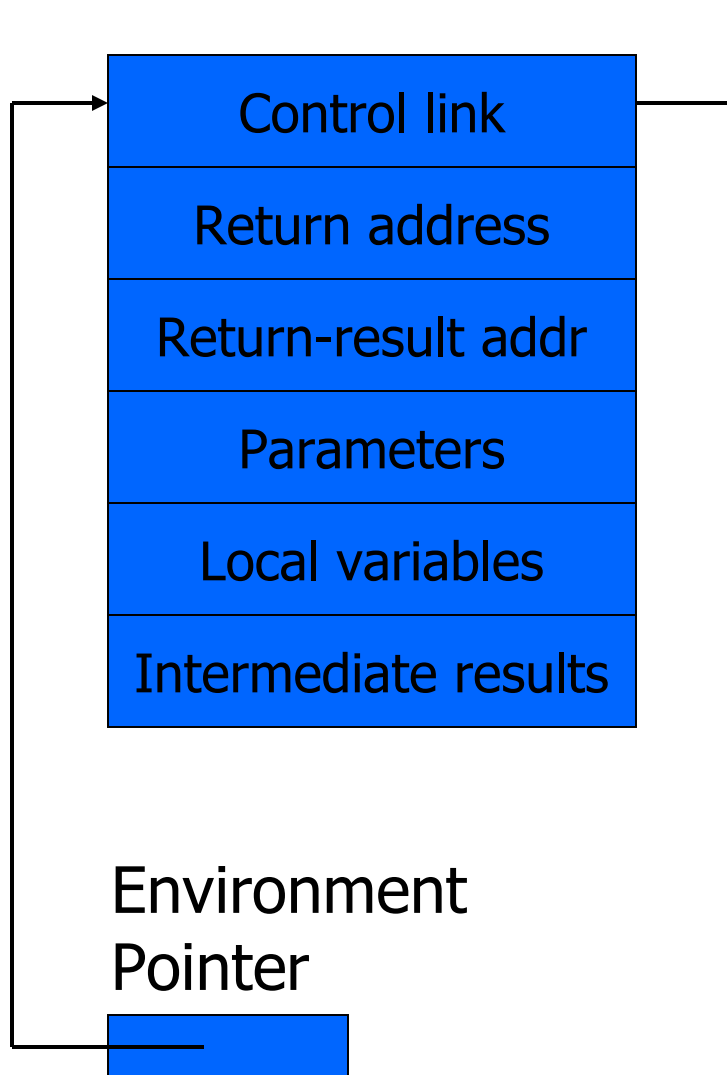 Control link
Return address
Return-result addr
Parameters
Local variables
Intermediate results
Environment
Pointer